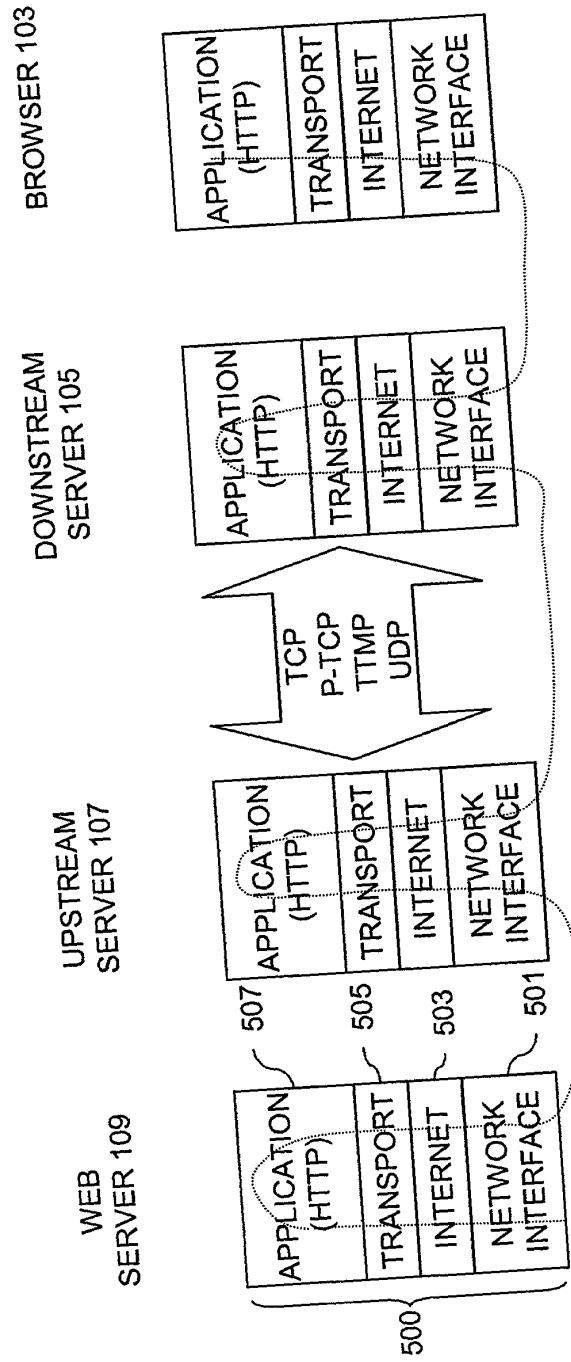 WEB
SERVER 109
UPSTREAM
SERVER 107
DOWNSTREAM
SERVER 105
BROWSER 103
APPLICATION
(HTTP)
TRANSPORT
INTERNET
NETWORK
INTERFACE
500
507
505
503
501
APPLICATION
(HTTP)
TRANSPORT
INTERNET
NETWORK
INTERFACE
TCP
P-TCP
TTMP
UDP
APPLICATION
(HTTP)
TRANSPORT
INTERNET
NETWORK
INTERFACE
APPLICATION
(HTTP)
TRANSPORT
INTERNET
NETWORK
INTERFACE